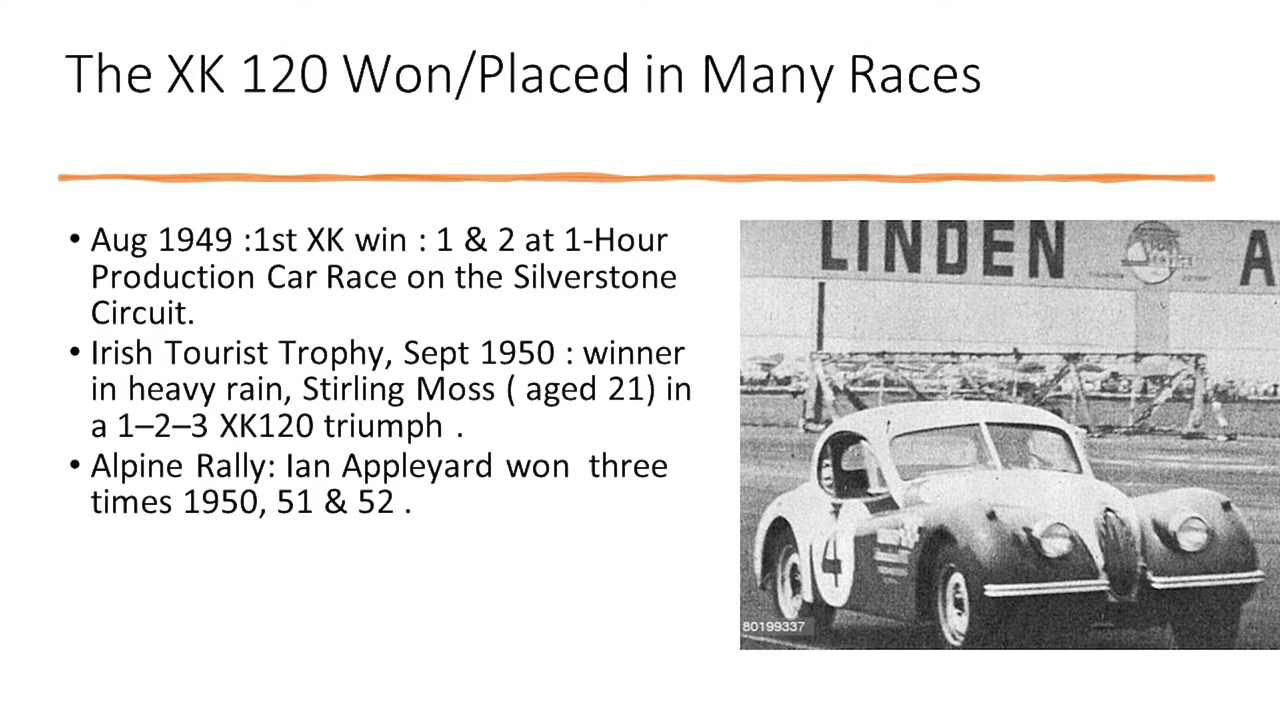 The XK 120 Won/Placed in Many Races
• Aug 1949 :1st XK win : 1 & 2 at 1-Hour
Production Car Race on the Silverstone
Circuit.
• Irish Tourist Trophy, Sept 1950 : winner
in heavy rain, Stirling Moss ( aged 21) in
a 1–2–3 XK120 triumph .
• Alpine Rally: Ian Appleyard won  three
times 1950, 51 & 52 .
LINDEN A
4
80199337